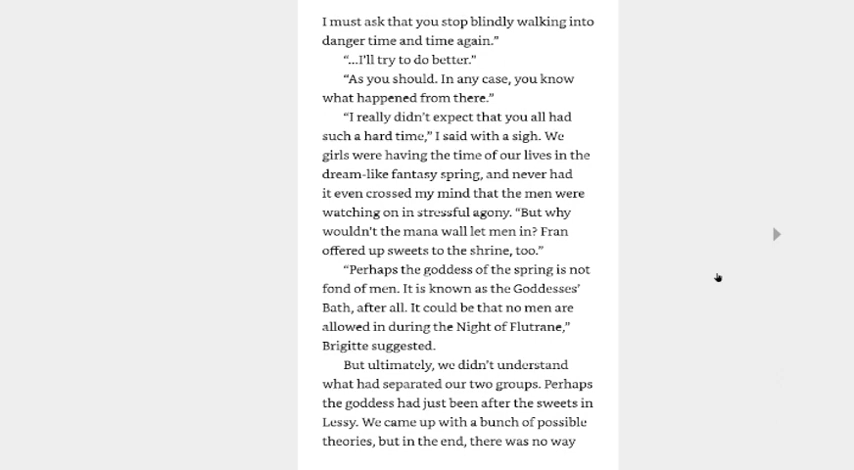 I must ask that you stop blindly walking into
danger time and time again.”
“...I’ll try to do better.”
“As you should. In any case, you know
what happened from there.”
“I really didn’t expect that you all had
such a hard time,” I said with a sigh. We
girls were having the time of our lives in the
dream-like fantasy spring, and never had
it even crossed my mind that the men were
watching on in stressful agony. “But why
wouldn’t the mana wall let men in? Fran
offered up sweets to the shrine, too.”
“Perhaps the goddess of the spring is not
fond of men. It is known as the Goddesses’
Bath, after all. It could be that no men are
allowed in during the Night of Flutrane,”
Brigitte suggested.
But ultimately, we didn’t understand
what had separated our two groups. Perhaps
the goddess had just been after the sweets in
Lessy. We came up with a bunch of possible
theories, but in the end, there was no way